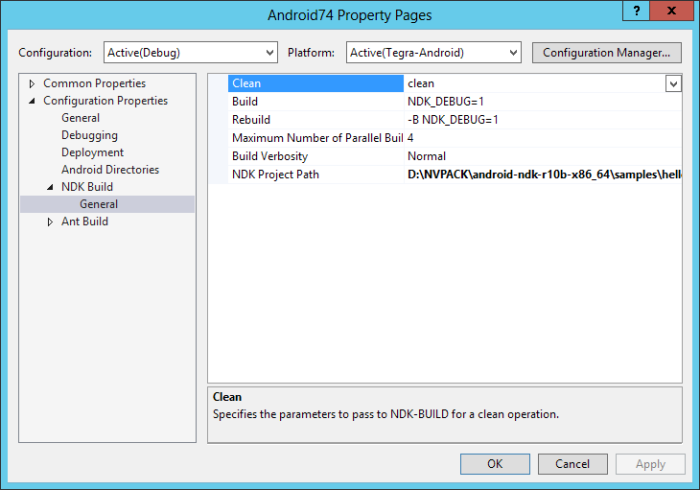 Android74 Property Pages
?
x
Configuration: Active(Debug) Platform: Active(Tegra-Android) Configuration Manager...
Common Properties
Configuration Properties
General
Debugging
Deployment
Android Directories
NDK Build
General
Ant Build
Clean clean
Build NDK_DEBUG=1
Rebuild -B NDK_DEBUG=1
Maximum Number of Parallel Buil 4
Build Verbosity Normal
NDK Project Path D:\NVPACK\android-ndk-r10b-x86_64\samples\hell
Clean
Specifies the parameters to pass to NDK-BUILD for a clean operation.
OK Cancel Apply